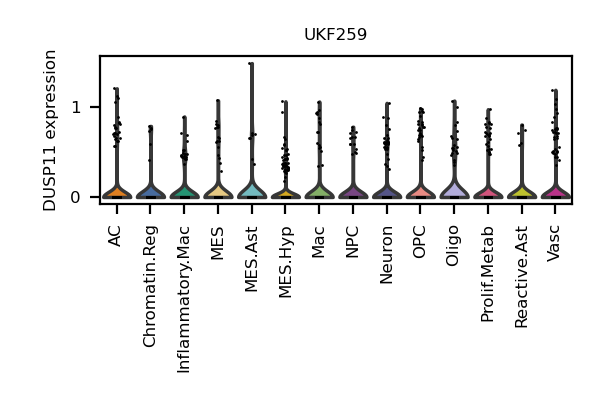 UKF259
DUSP11 expression
1
0
AC
Chromatin.Reg
Inflammatory.Mac
MES
MES.Ast
MES.Hyp
Mac
NPC
Neuron
OPC
Oligo
Prolif.Metab
Reactive.Ast
Vasc